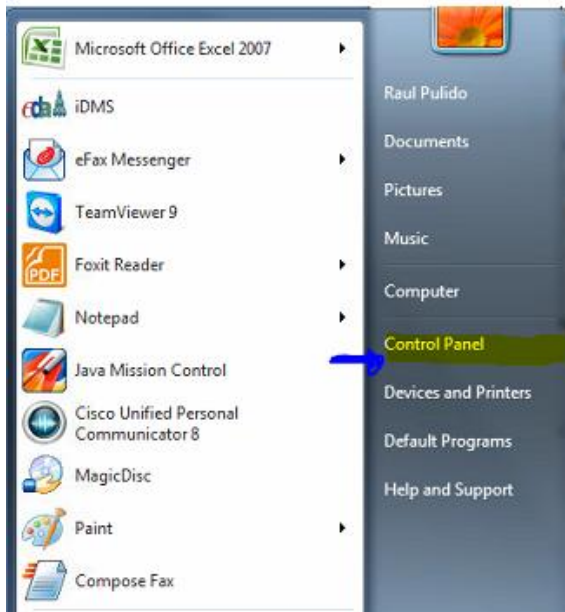 Microsoft Office Excel 2007
eda iDMS
eFax Messenger
TeamViewer 9
PDF
Foxit Reader
Notepad
Java Mission Control
Cisco Unified Personal
Communicator 8
MagicDisc
Paint
Compose Fax
Raul Pulido
Documents
Pictures
Music
Computer
Control Panel
Devices and Printers
Default Programs
Help and Support